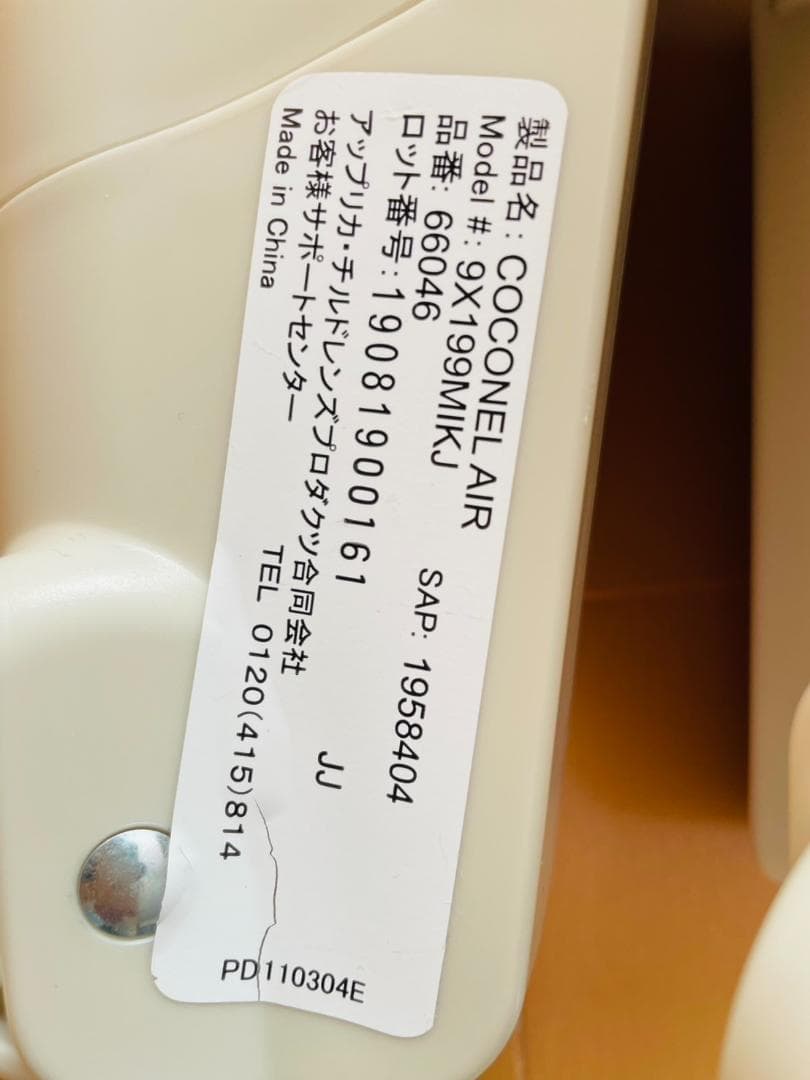 製品名: COCONEL AIR
Model #: 9X199MIKJ
品番: 66046 SAP: 1958404
ロット番号: 19081900161
アップリカ・チルドレンズプロダクツ合同会社 JJ
お客様サポートセンター TEL 0120(415)814
Made in China
PD110304E